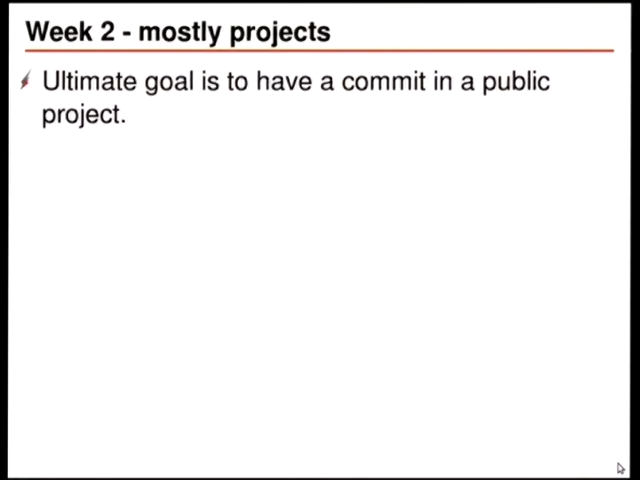 Week 2 - mostly projects
Ultimate goal is to have a commit in a public
project.